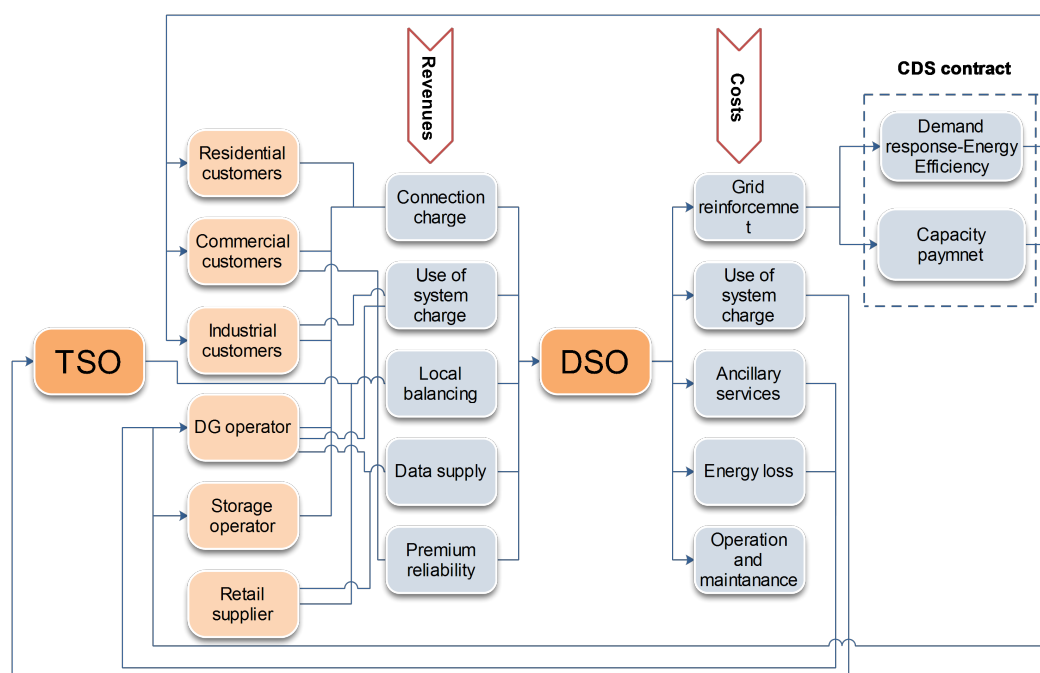 Revenues
Costs
CDS contract
Residential
customers
Commercial
customers
Industrial
customers
TSO
DG operator
Storage
operator
Retail
supplier
Connection
charge
Use of
system
charge
Local
balancing
Data supply
Premium
reliability
DSO
Grid
reinforcemne
t
Use of
system
charge
Ancillary
services
Energy loss
Operation
and
maintanance
Demand
response-Energy
Efficiency
Capacity
paymnet